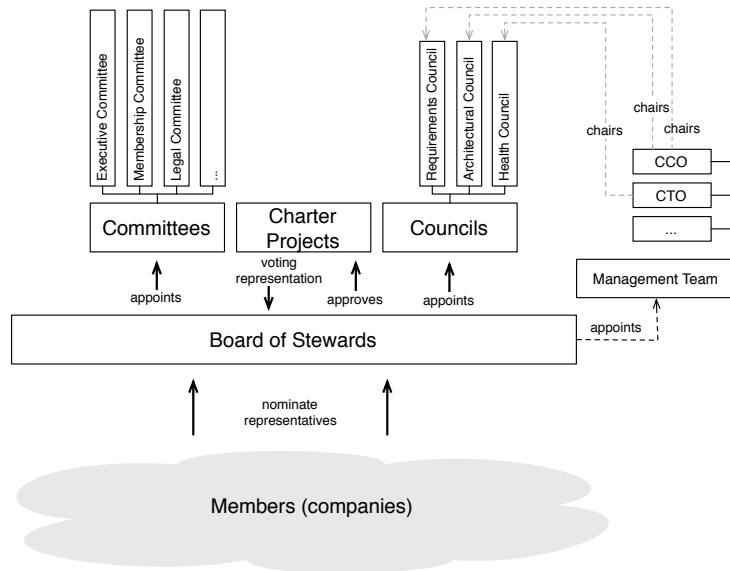 Executive Committee
Membership Committee
Legal Committee
...
Requirements Council
Architectural Council
Health Council
chairs
chairs
chairs
CCO
CTO
...
Committees
Charter
Projects
Councils
voting
representation
appoints
approves
appoints
Management Team
appoints
Board of Stewards
nominate
representatives
Members (companies)